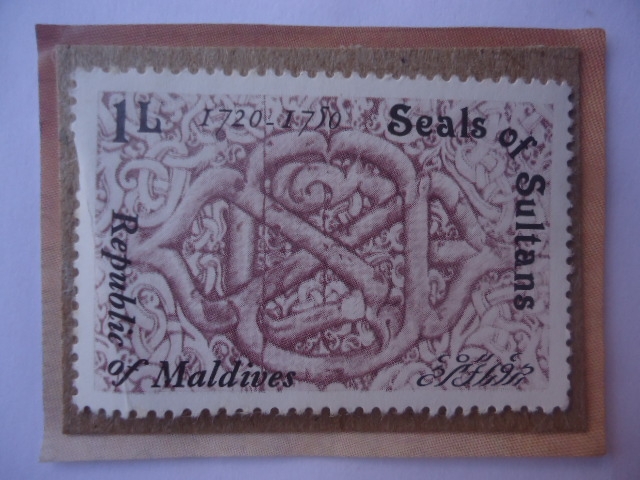 1L
1720-1750
Seals of Sultans
Republic of Maldives